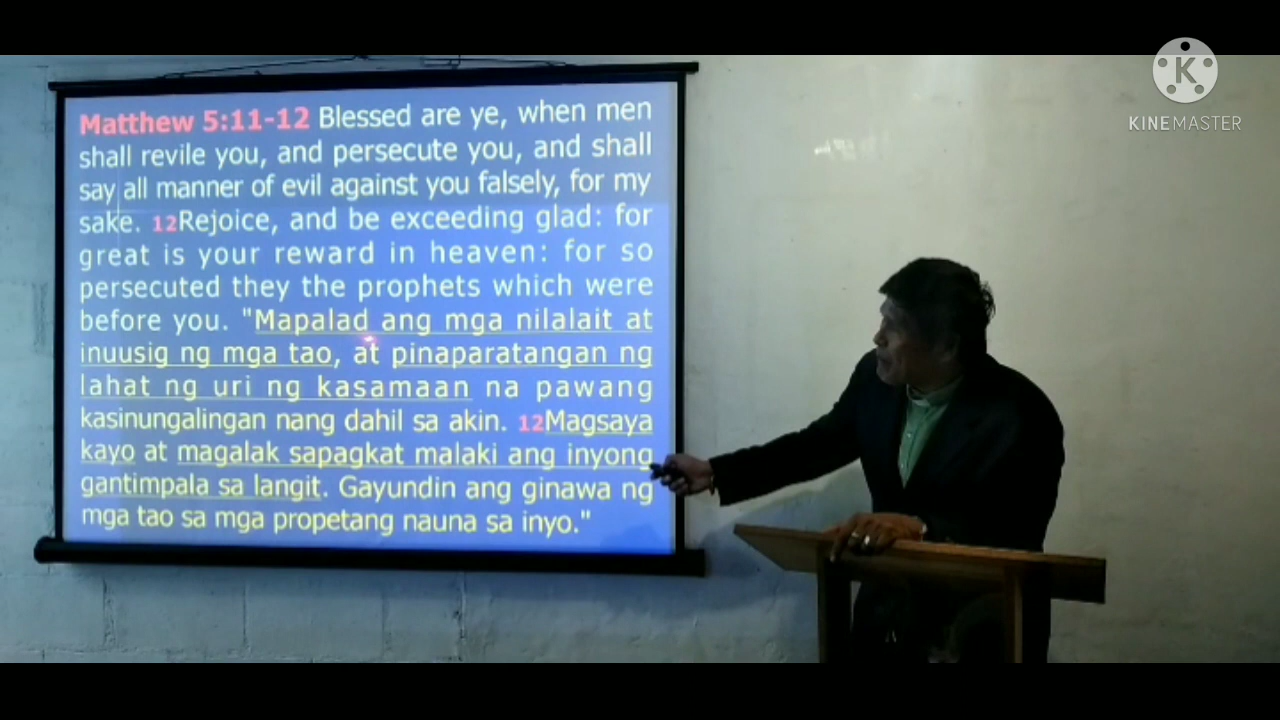 Matthew 5:11-12 Blessed are ye, when men
shall revile you, and persecute you, and shall
say all manner of evil against you falsely, for my
sake. 12Rejoice, and be exceeding glad: for
great is your reward in heaven: for so
persecuted they the prophets which were
before you. "Mapalad ang mga nilalait at
inuusig ng mga tao, at pinaparatangan ng
lahat ng uri ng kasamaan na pawang
kasinungalingan nang dahil sa akin. 12Magsaya
kayo at magalak sapagkat malaki ang inyong
gantimpala sa langit. Gayundin ang ginawa ng
mga tao sa mga propetang nauna sa inyo."
K
KINEMASTER